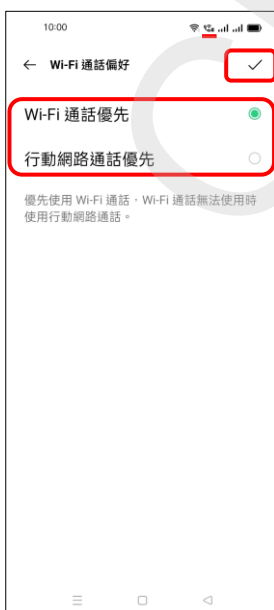 10:00
Wi-Fi 通話偏好
Wi-Fi 通話優先
行動網路通話優先
優先使用 Wi-Fi 通話，Wi-Fi 通話無法使用時
使用行動網路通話。